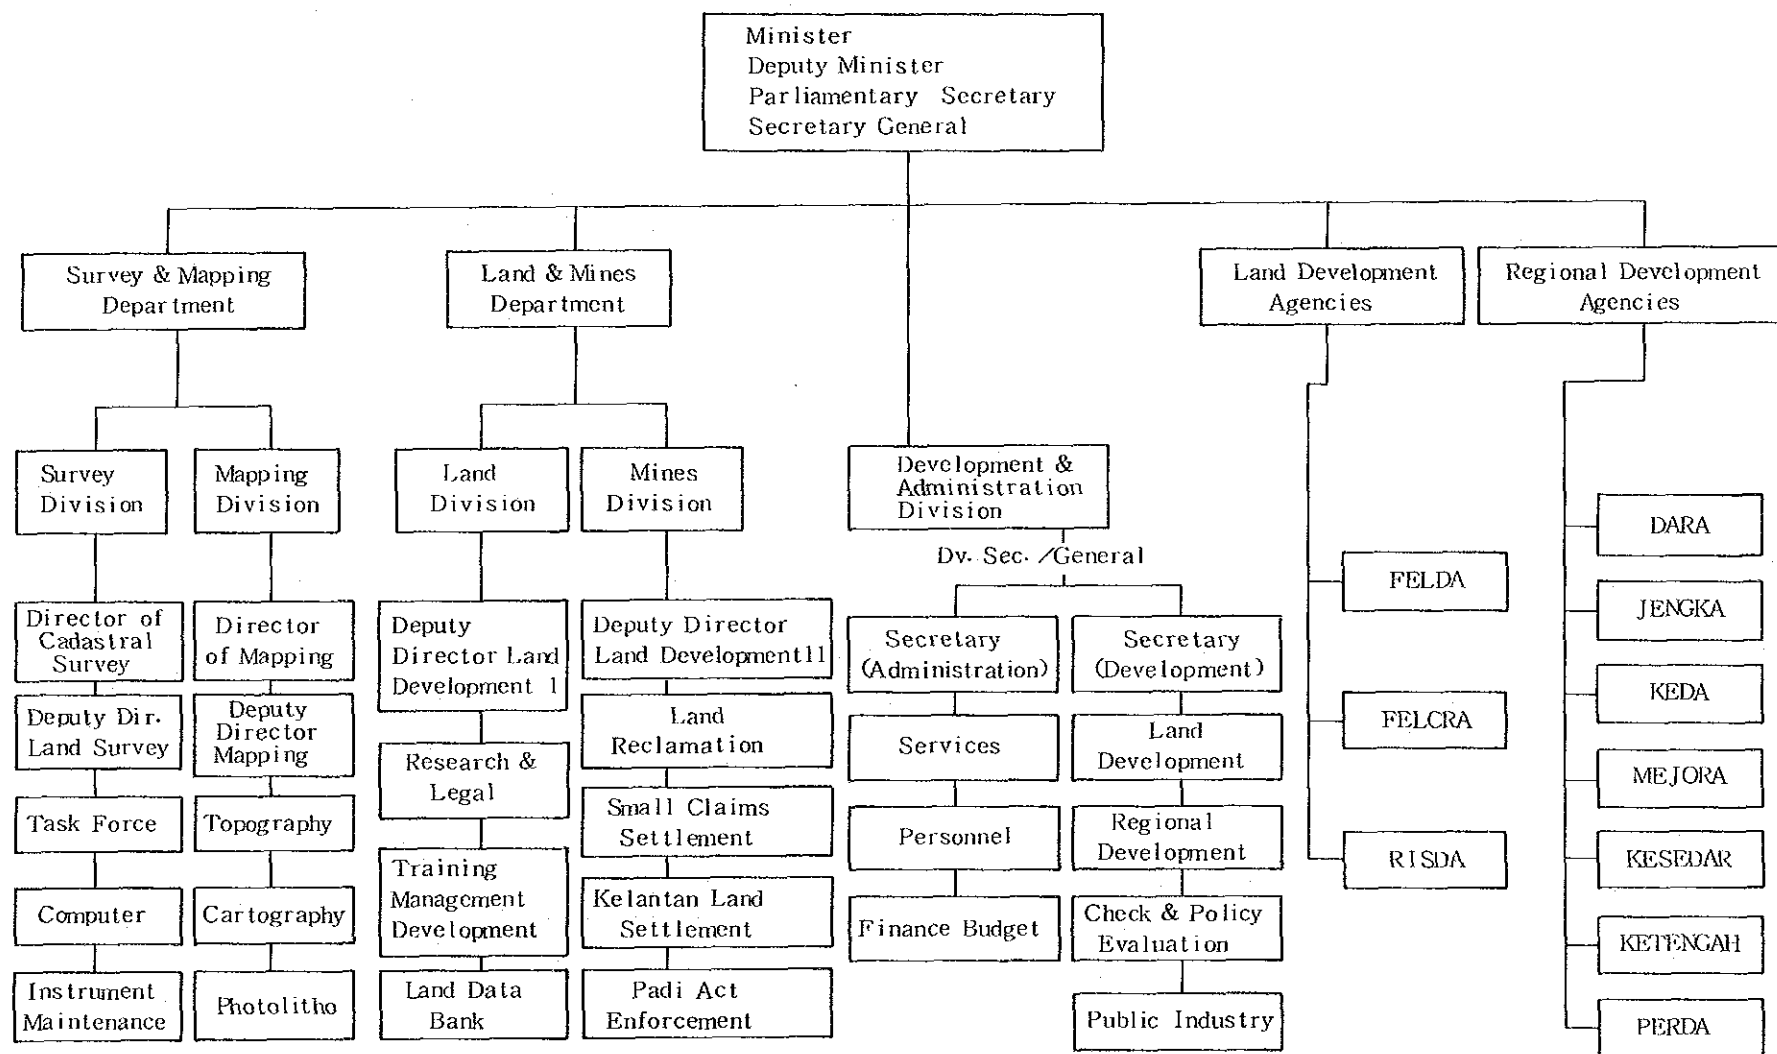 Minister
Deputy Minister
Parliamentary Secretary
Secretary General
Survey & Mapping
Department
Land & Mines
Department
Land Development
Agencies
Regional Development
Agencies
Survey
Division
Mapping
Division
Land
Division
Mines
Division
Development &
Administration
Division
Dv. Sec. /General
Director of
Cadastral
Survey
Deputy Dir.
Land Survey
Task Force
Computer
Instrument
Maintenance
Director
of Mapping
Deputy
Director
Mapping
Topography
Cartography
Photolitho
Deputy
Director Land
Development 1
Research &
Legal
Training
Management
Development
Land Data
Bank
Deputy Director
Land Development11
Land
Reclamation
Small Claims
Settlement
Kelantan Land
Settlement
Padi Act
Enforcement
Secretary
(Administration)
Services
Personnel
Finance Budget
Secretary
(Development)
Land
Development
Regional
Development
Check & Policy
Evaluation
Public Industry
FELDA
FELCRA
RISDA
DARA
JENGKA
KEDA
MEJORA
KESEDAR
KETENGAH
PERDA